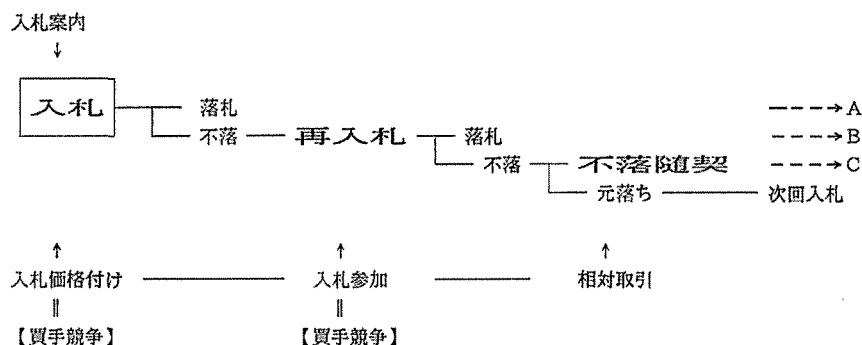 入札案内
↓
入札 落札 A
不落 再入札 落札 B
不落 不落随契 C
元落ち 次回入札
↑ ↑ ↑
入札価格付け 入札参加 相対取引
∥ ∥
【買手競争】 【買手競争】